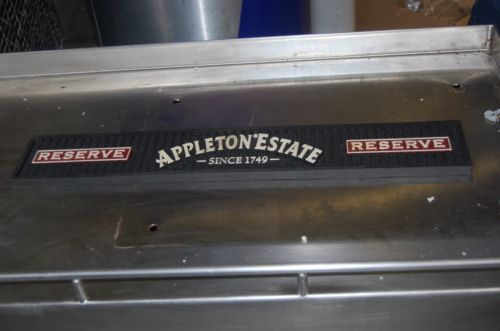 RESERVE
APPLETON ESTATE
SINCE 1749
RESERVE